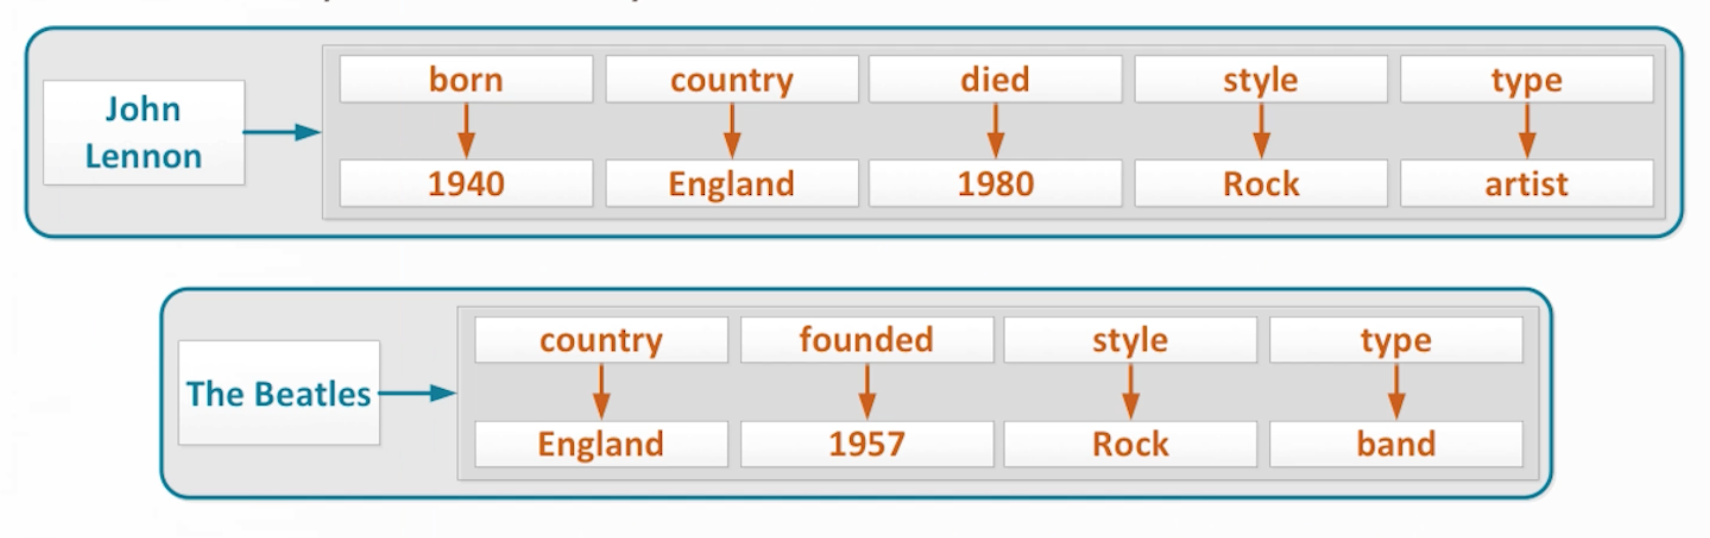 born country died style type
John
Lennon
1940 England 1980 Rock artist
country founded style type
The Beatles
England 1957 Rock band